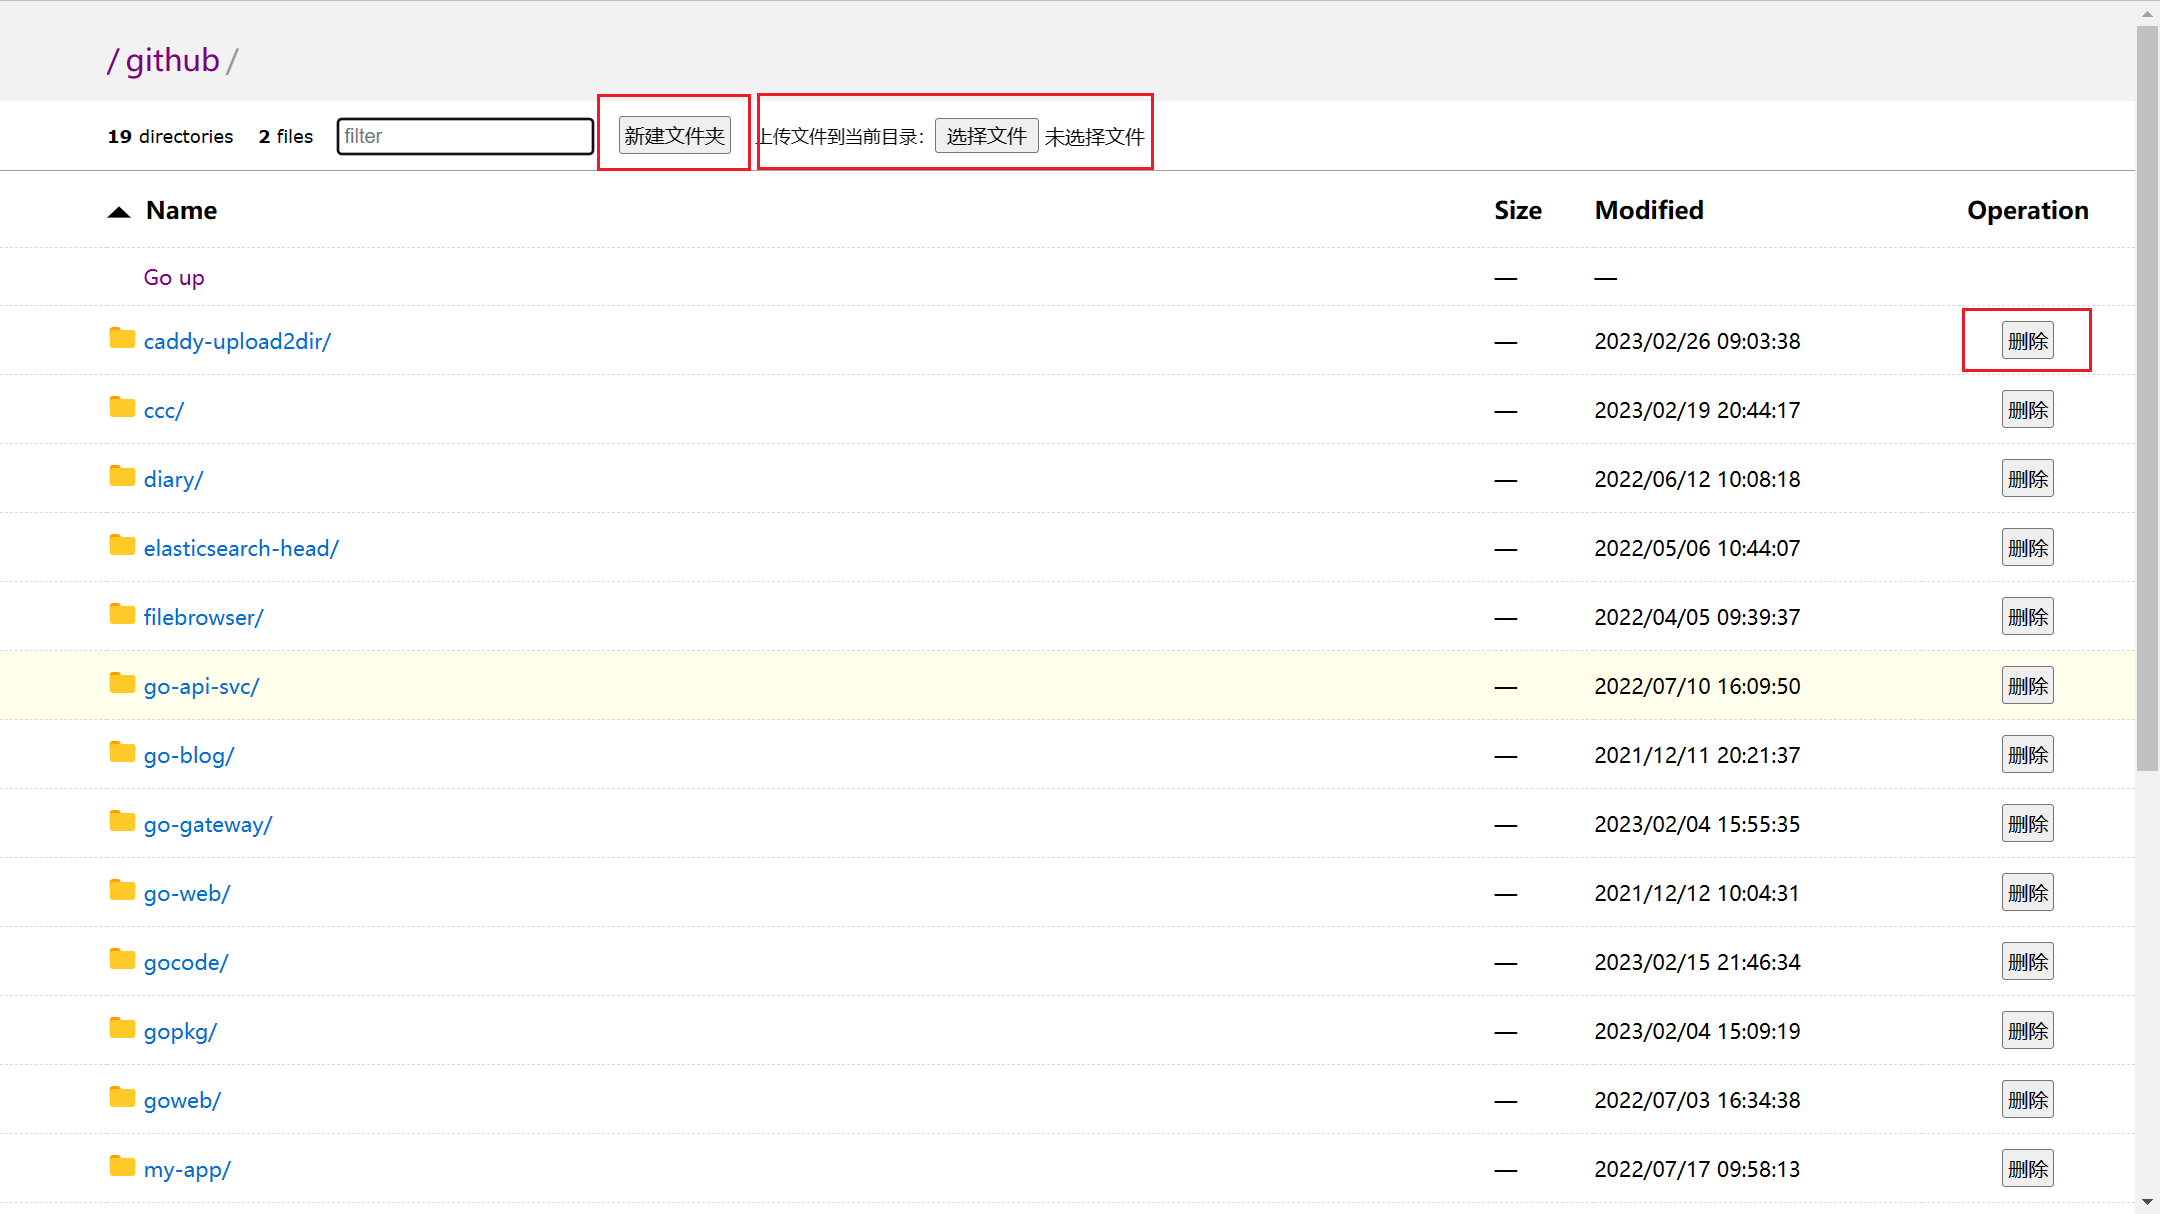 / github /
19 directories 2 files filter 新建文件夹 上传文件到当前目录： 选择文件 未选择文件
Name Size Modified Operation
Go up — —
caddy-upload2dir/ — 2023/02/26 09:03:38 删除
ccc/ — 2023/02/19 20:44:17 删除
diary/ — 2022/06/12 10:08:18 删除
elasticsearch-head/ — 2022/05/06 10:44:07 删除
filebrowser/ — 2022/04/05 09:39:37 删除
go-api-svc/ — 2022/07/10 16:09:50 删除
go-blog/ — 2021/12/11 20:21:37 删除
go-gateway/ — 2023/02/04 15:55:35 删除
go-web/ — 2021/12/12 10:04:31 删除
gocode/ — 2023/02/15 21:46:34 删除
gopkg/ — 2023/02/04 15:09:19 删除
goweb/ — 2022/07/03 16:34:38 删除
my-app/ — 2022/07/17 09:58:13 删除